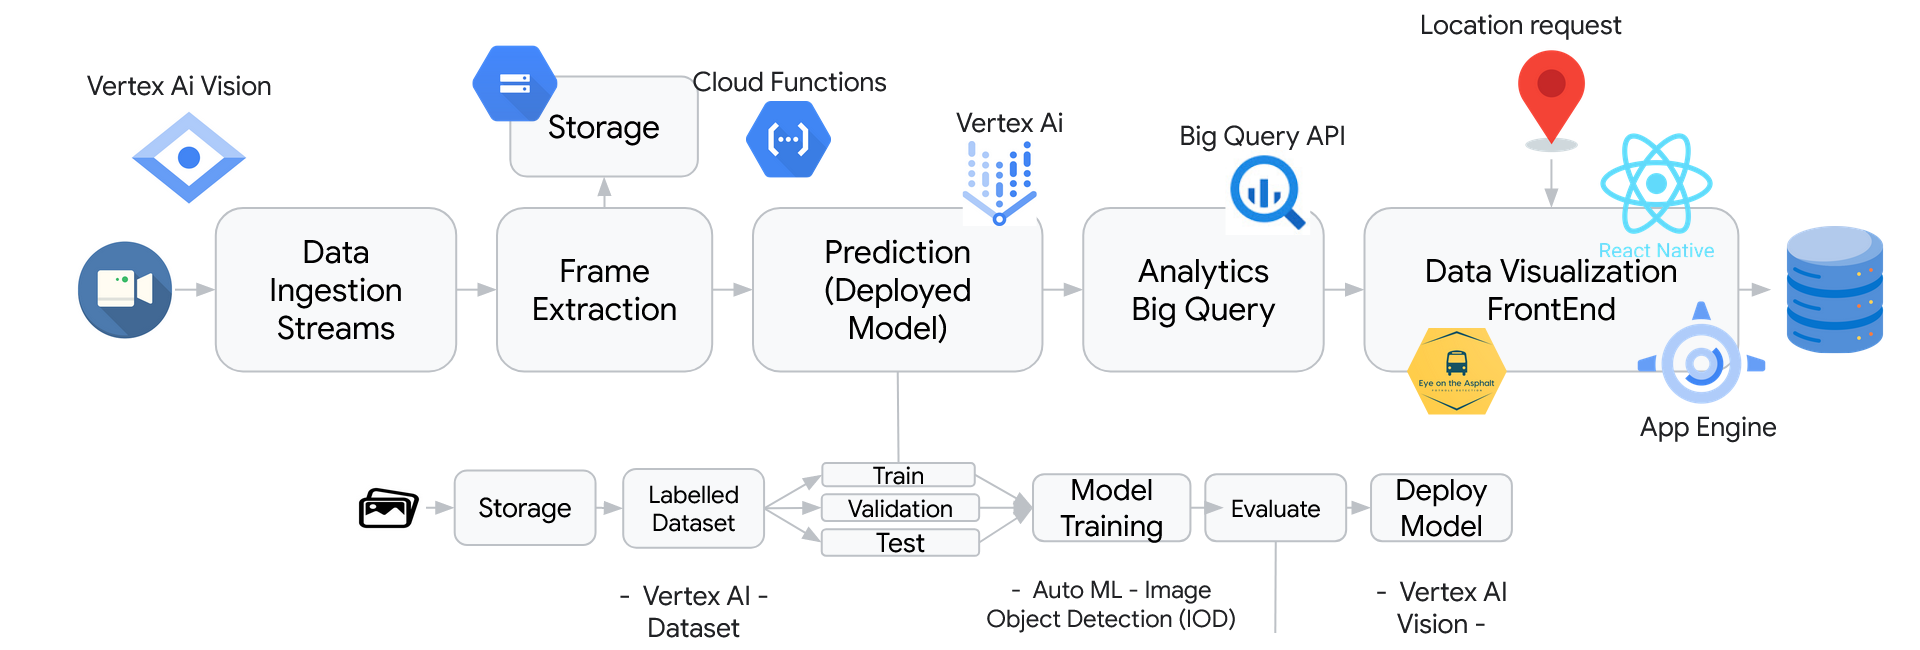 Location request
Vertex Ai Vision
Cloud Functions
Storage
Vertex Ai
Big Query API
React Native
Data
Ingestion
Streams
Frame
Extraction
Prediction
(Deployed
Model)
Analytics
Big Query
Data Visualization
FrontEnd
Eye on the Asphalt
App Engine
Storage
Labelled
Dataset
Train
Validation
Test
Model
Training
Evaluate
Deploy
Model
- Vertex AI -
Dataset
- Auto ML - Image
Object Detection (IOD)
- Vertex AI
Vision -